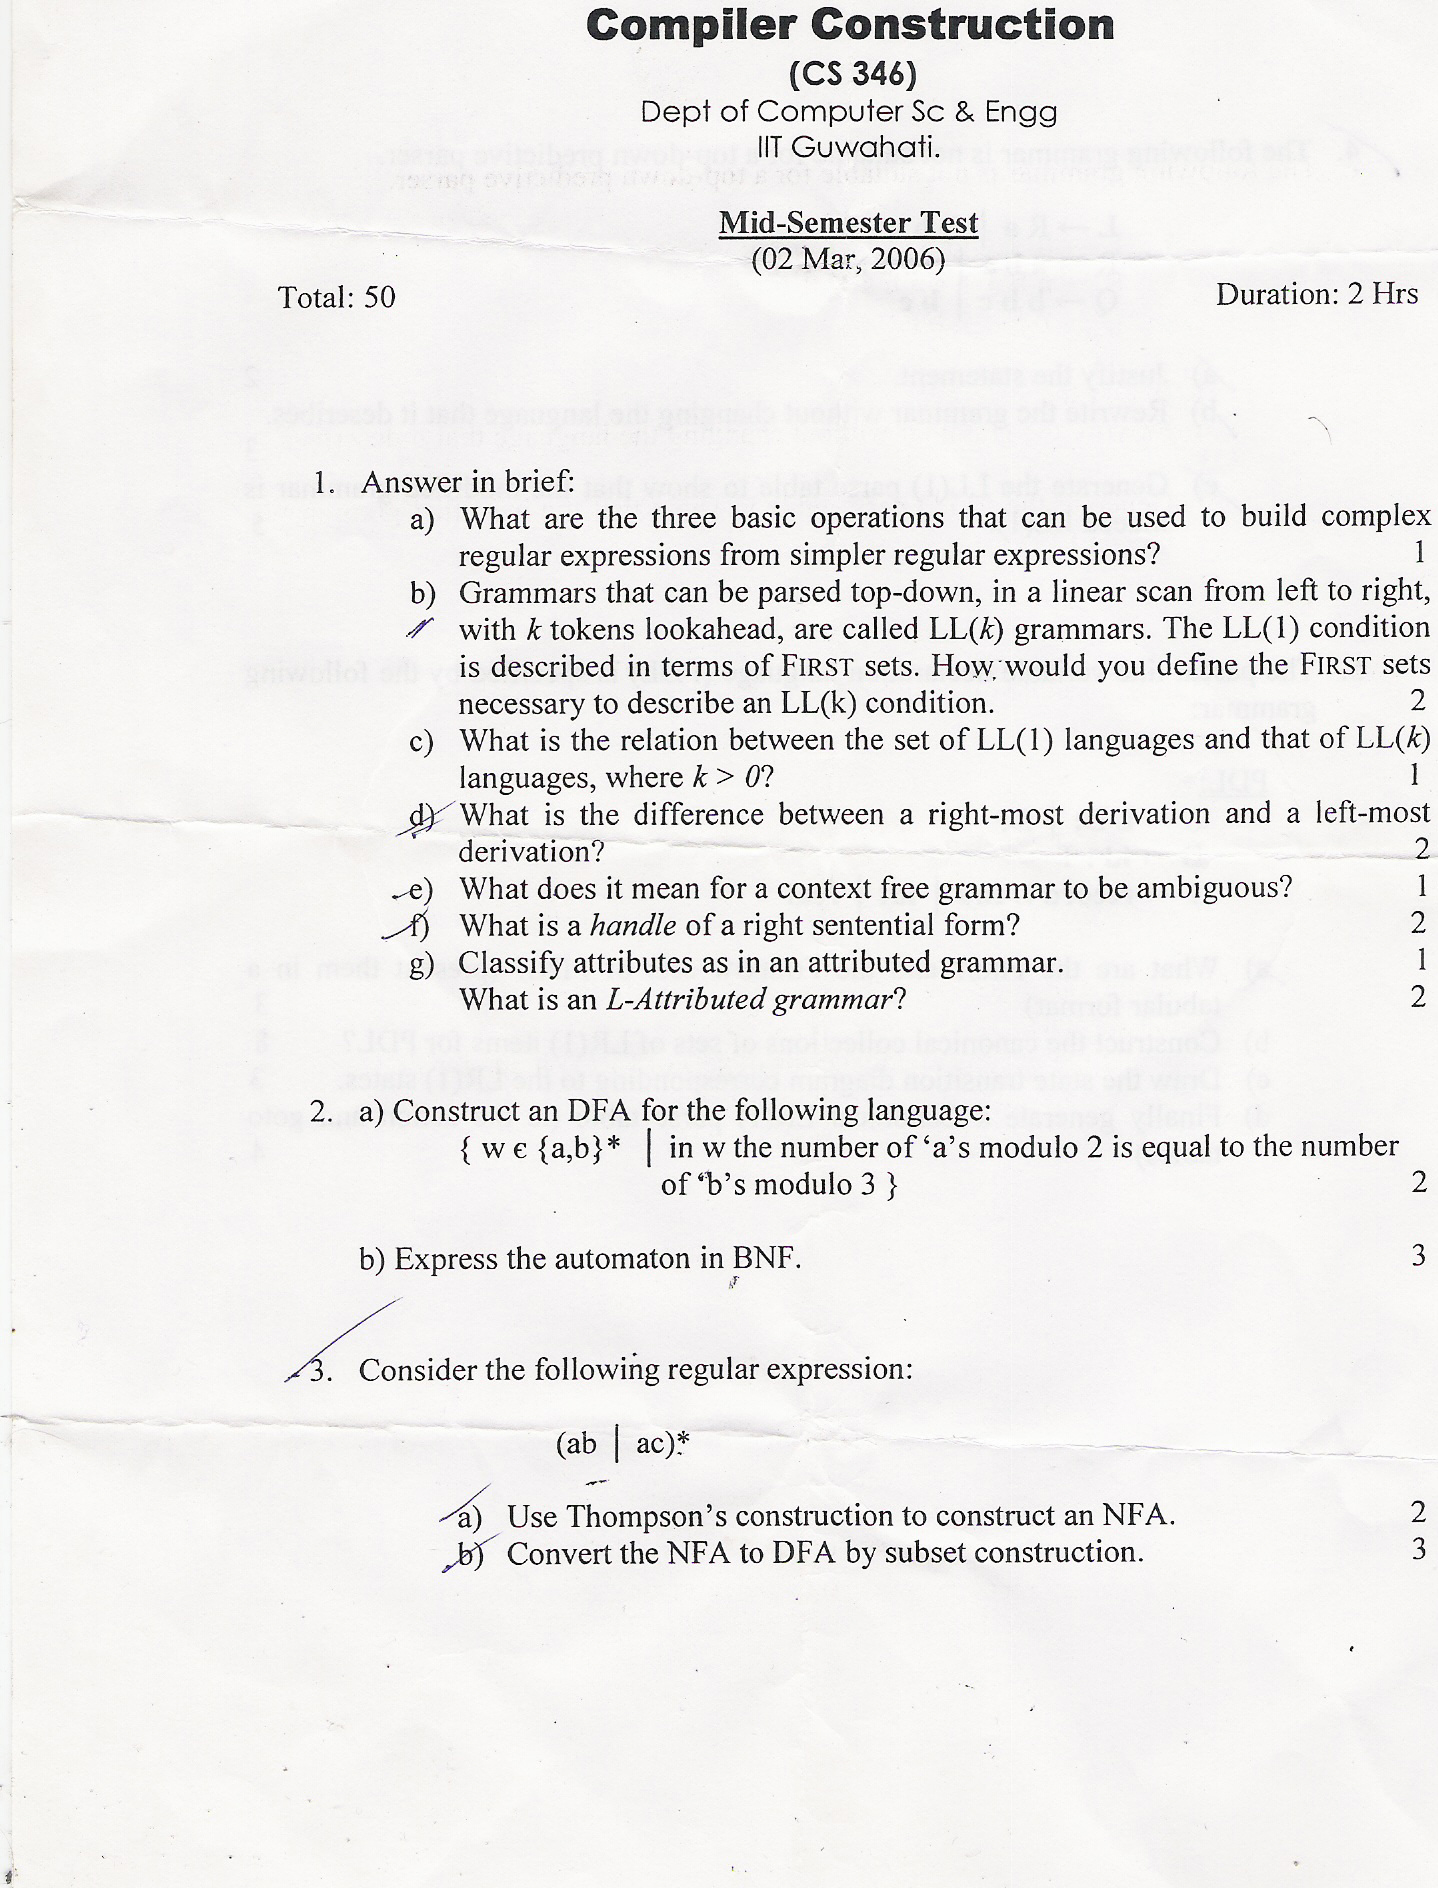 Compiler Construction
(CS 346)
Dept of Computer Sc & Engg
IIT Guwahati.
Mid-Semester Test
(02 Mar, 2006)
Total: 50 Duration: 2 Hrs
1. Answer in brief:
a) What are the three basic operations that can be used to build complex
regular expressions from simpler regular expressions? 1
b) Grammars that can be parsed top-down, in a linear scan from left to right,
with k tokens lookahead, are called LL(k) grammars. The LL(1) condition
is described in terms of FIRST sets. How would you define the FIRST sets
necessary to describe an LL(k) condition. 2
c) What is the relation between the set of LL(1) languages and that of LL(k)
languages, where k > 0? 1
d) What is the difference between a right-most derivation and a left-most
derivation? 2
e) What does it mean for a context free grammar to be ambiguous? 1
f) What is a handle of a right sentential form? 2
g) Classify attributes as in an attributed grammar. 1
What is an L-Attributed grammar? 2
2. a) Construct an DFA for the following language:
{ w ϵ {a,b}* | in w the number of ‘a’s modulo 2 is equal to the number
of ‘b’s modulo 3 } 2
b) Express the automaton in BNF. 3
3. Consider the following regular expression:
(ab | ac)*
a) Use Thompson’s construction to construct an NFA. 2
b) Convert the NFA to DFA by subset construction. 3